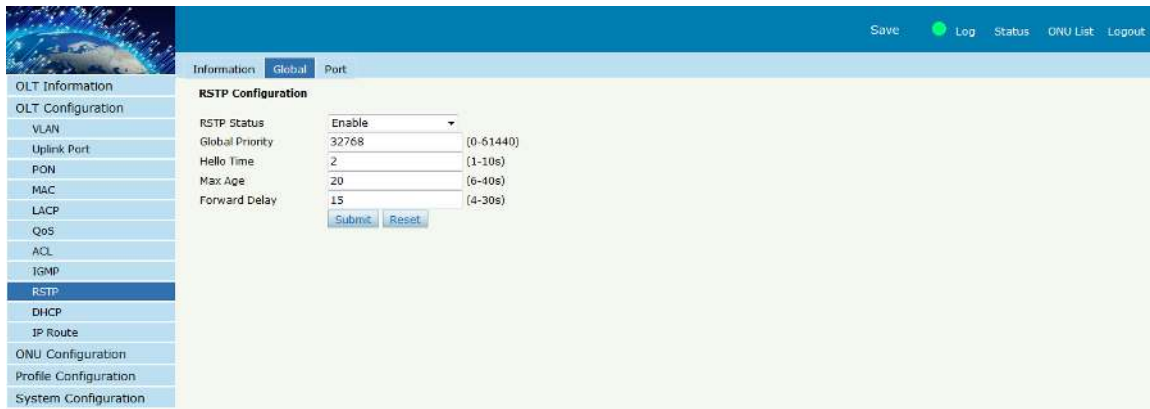 Save Log Status ONU List Logout
Information Global Port
OLT Information
OLT Configuration
VLAN
Uplink Port
PON
MAC
LACP
QoS
ACL
IGMP
RSTP
DHCP
IP Route
ONU Configuration
Profile Configuration
System Configuration
RSTP Configuration
RSTP Status Enable
Global Priority 32768 (0-61440)
Hello Time 2 (1-10s)
Max Age 20 (6-40s)
Forward Delay 15 (4-30s)
Submit Reset